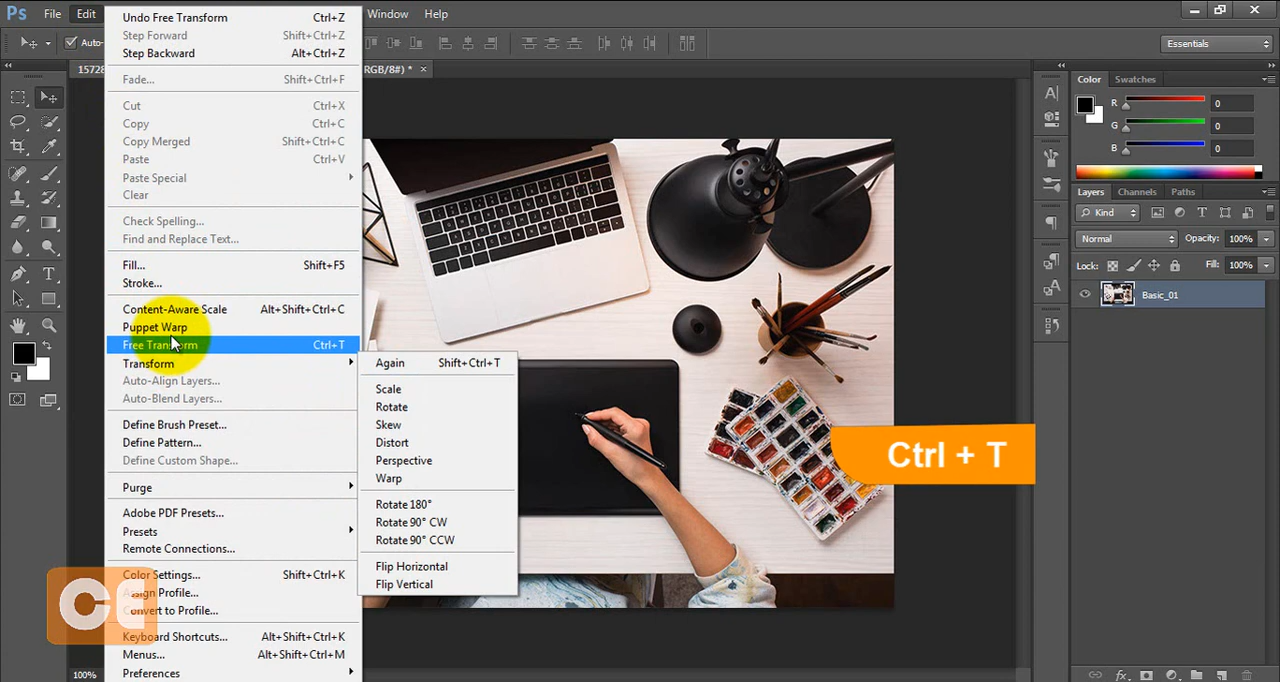 Ps File Edit Window Help
Auto-
Essentials
15728 RGB/8#) * ×
Undo Free Transform Ctrl+Z
Step Forward Shift+Ctrl+Z
Step Backward Alt+Ctrl+Z
Fade... Shift+Ctrl+F
Cut Ctrl+X
Copy Ctrl+C
Copy Merged Shift+Ctrl+C
Paste Ctrl+V
Paste Special
Clear
Check Spelling...
Find and Replace Text...
Fill... Shift+F5
Stroke...
Content-Aware Scale Alt+Shift+Ctrl+C
Puppet Warp
Free Transform Ctrl+T
Transform
Auto-Align Layers...
Auto-Blend Layers...
Define Brush Preset...
Define Pattern...
Define Custom Shape...
Purge
Adobe PDF Presets...
Presets
Remote Connections...
Color Settings... Shift+Ctrl+K
Assign Profile...
Convert to Profile...
Keyboard Shortcuts... Alt+Shift+Ctrl+K
Menus... Alt+Shift+Ctrl+M
Preferences
Again Shift+Ctrl+T
Scale
Rotate
Skew
Distort
Perspective
Warp
Rotate 180°
Rotate 90° CW
Rotate 90° CCW
Flip Horizontal
Flip Vertical
Ctrl + T
Color Swatches
R 0
G 0
B 0
Layers Channels Paths
Kind
Normal Opacity: 100%
Lock: Fill: 100%
Basic_01
Ca
100%